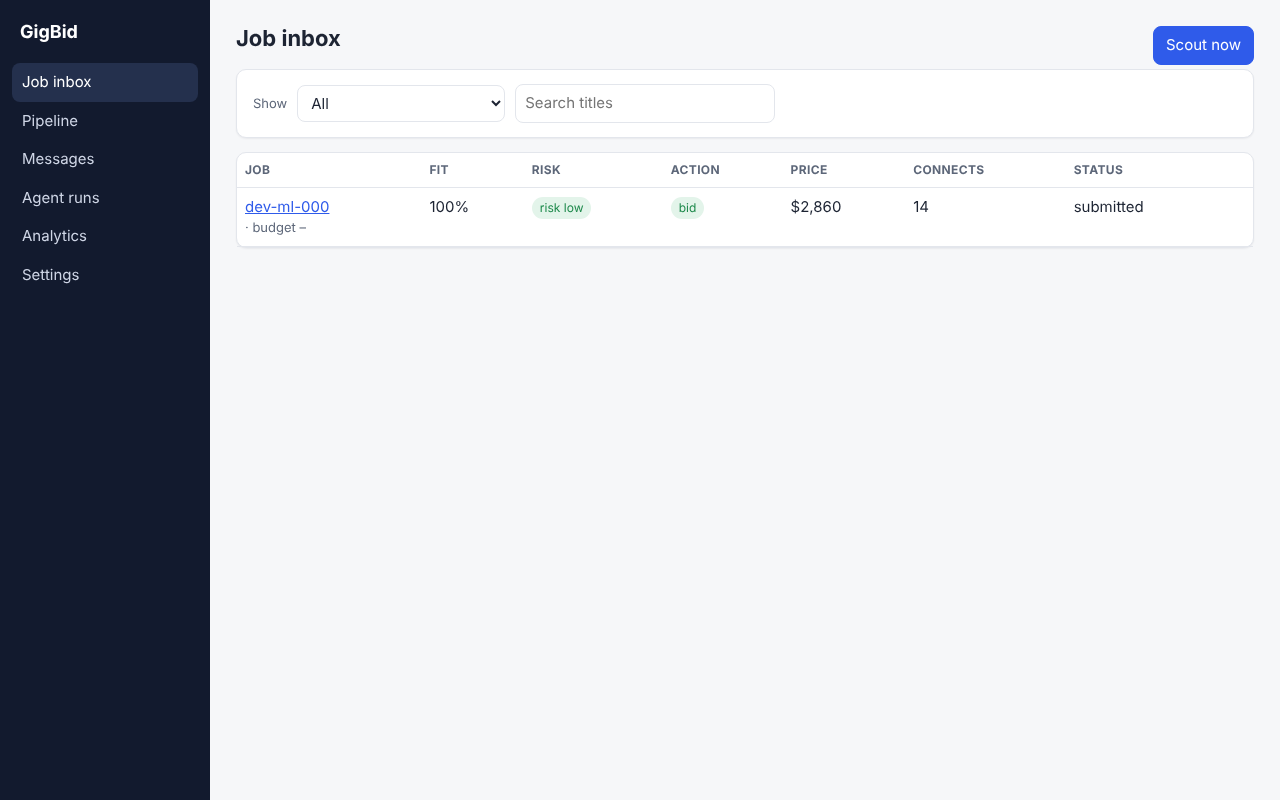 GigBid
Job inbox
Pipeline
Messages
Agent runs
Analytics
Settings
Job inbox
Scout now
Show All Search titles
JOB FIT RISK ACTION PRICE CONNECTS STATUS
dev-ml-000 100% risk low bid $2,860 14 submitted
· budget –